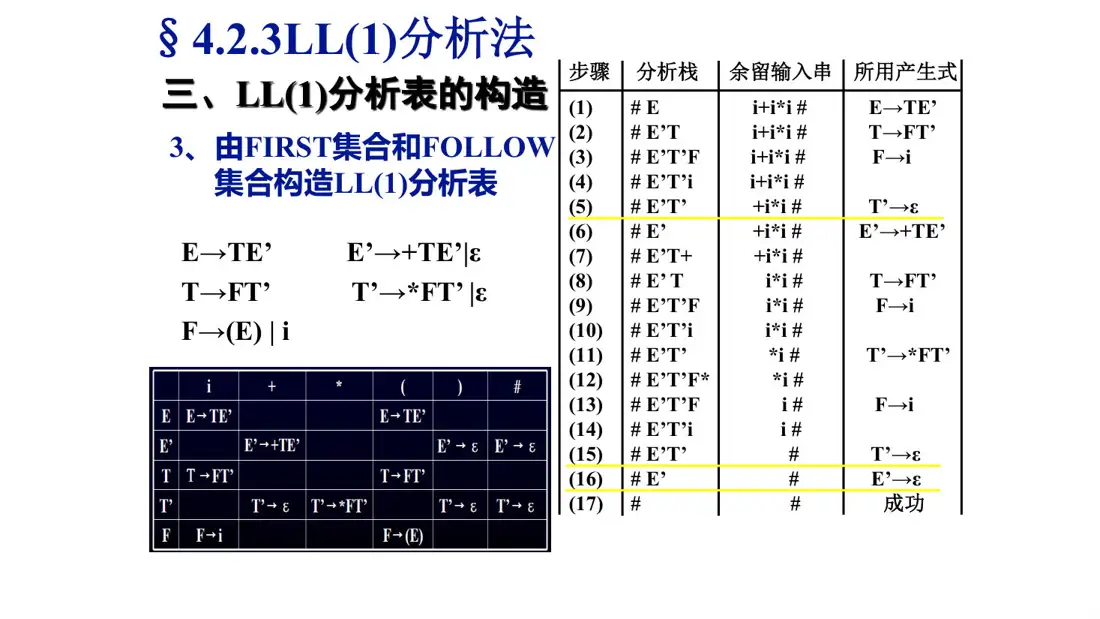 § 4.2.3LL(1)分析法
三、LL(1)分析表的构造
3、由FIRST集合和FOLLOW
集合构造LL(1)分析表
E→TE’ E’→+TE’|ε
T→FT’ T’→*FT’ |ε
F→(E) | i
i + * ( ) #
E E→TE’ E→TE’
E’ E’→+TE’ E’→ε E’→ε
T T→FT’ T→FT’
T’ T’→ε T’→*FT’ T’→ε T’→ε
F F→i F→(E)
步骤 分析栈 余留输入串 所用产生式
(1) # E i+i*i # E→TE’
(2) # E’T i+i*i # T→FT’
(3) # E’T’F i+i*i # F→i
(4) # E’T’i i+i*i #
(5) # E’T’ +i*i # T’→ε
(6) # E’ +i*i # E’→+TE’
(7) # E’T+ +i*i #
(8) # E’ T i*i # T→FT’
(9) # E’T’F i*i # F→i
(10) # E’T’i i*i #
(11) # E’T’ *i # T’→*FT’
(12) # E’T’F* *i #
(13) # E’T’F i # F→i
(14) # E’T’i i #
(15) # E’T’ # T’→ε
(16) # E’ # E’→ε
(17) # # 成功